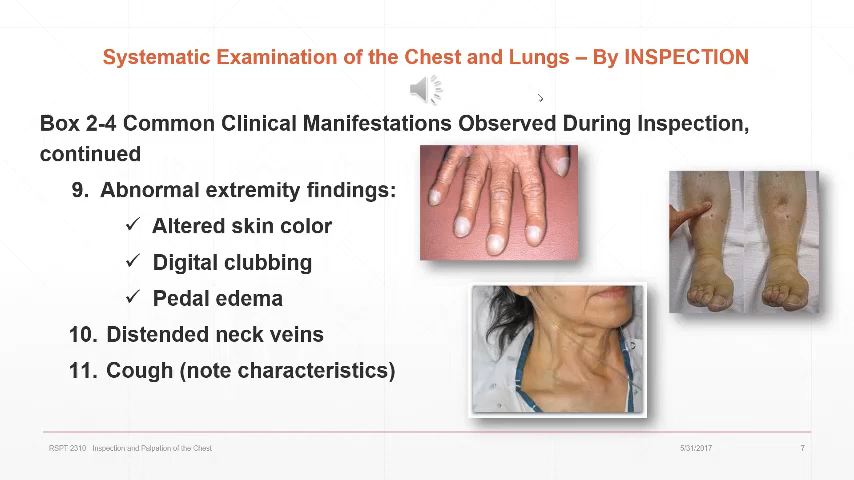 Systematic Examination of the Chest and Lungs – By INSPECTION
Box 2-4 Common Clinical Manifestations Observed During Inspection,
continued
9. Abnormal extremity findings:
✓ Altered skin color
✓ Digital clubbing
✓ Pedal edema
10. Distended neck veins
11. Cough (note characteristics)
RSPT 2310 Inspection and Palpation of the Chest 5/31/2017 7